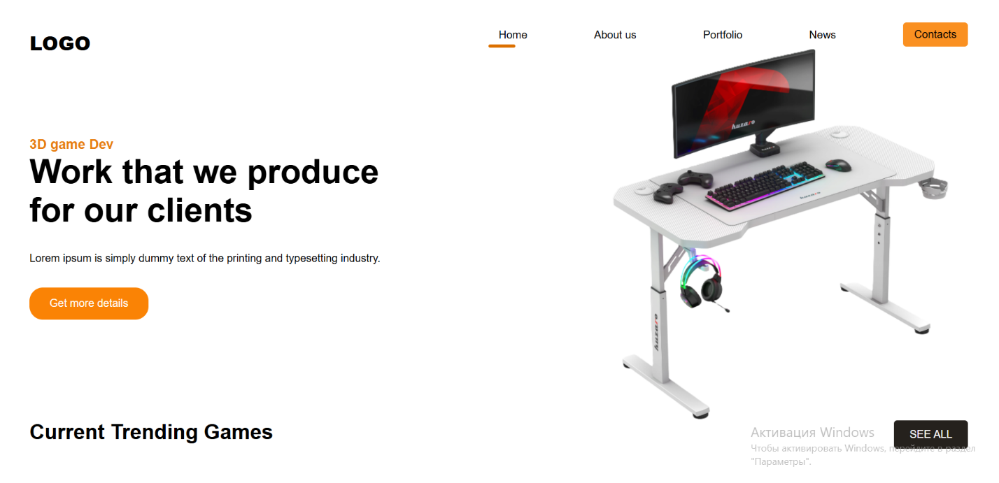 LOGO
Home
About us
Portfolio
News
Contacts
3D game Dev
Work that we produce
for our clients
Lorem ipsum is simply dummy text of the printing and typesetting industry.
Get more details
huzaro
huzaro
huzaro
Current Trending Games
SEE ALL
Активация Windows
Чтобы активировать Windows, перейдите в раздел
"Параметры".